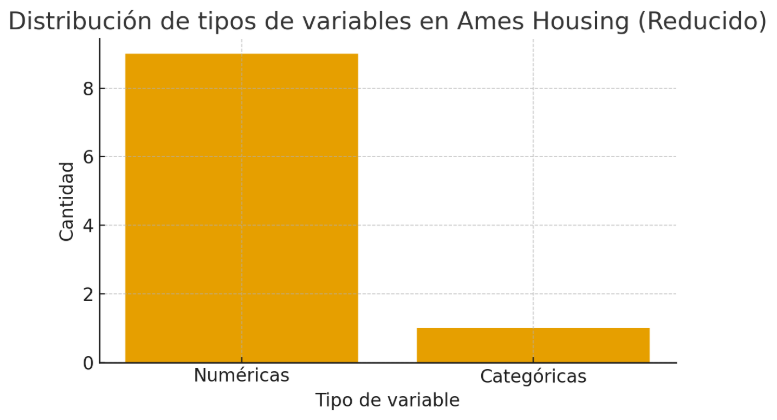 Distribución de tipos de variables en Ames Housing (Reducido)
Cantidad
8
6
4
2
0
Numéricas Categóricas
Tipo de variable